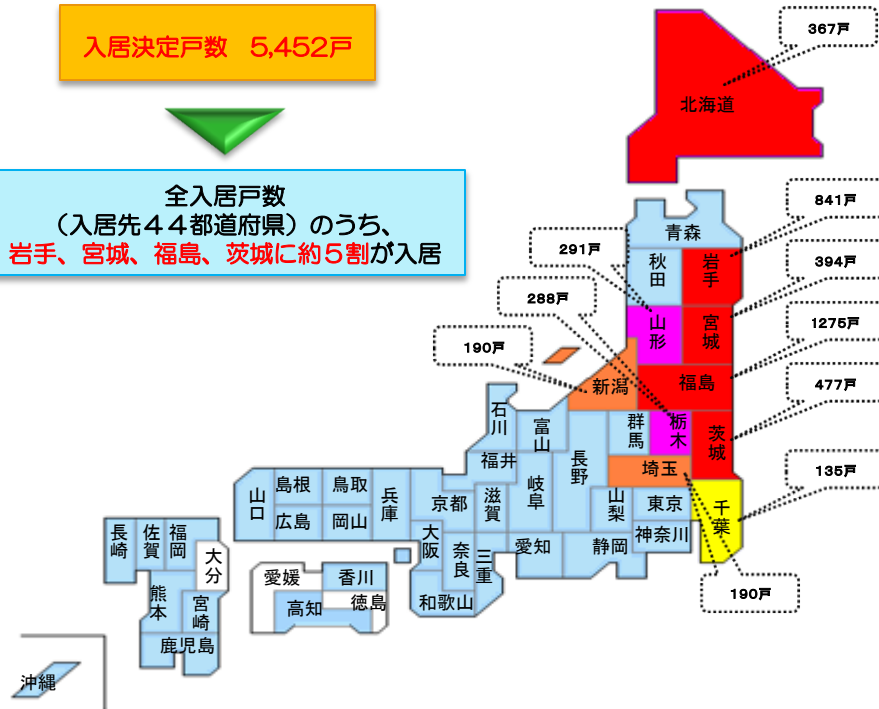 入居決定戸数　5,452戸
全入居戸数
（入居先４４都道府県）のうち、
岩手、宮城、福島、茨城に約５割が入居
367戸
北海道
841戸
青森
291戸
秋田
岩手
394戸
288戸
山形
宮城
1275戸
190戸
新潟
福島
477戸
石川
富山
群馬
栃木
茨城
福井
長野
埼玉
135戸
山口
島根
鳥取
兵庫
京都
滋賀
岐阜
山梨
東京
千葉
広島
岡山
大阪
奈良
三重
愛知
静岡
神奈川
長崎
佐賀
福岡
大分
愛媛
香川
190戸
熊本
宮崎
高知
徳島
和歌山
鹿児島
沖縄